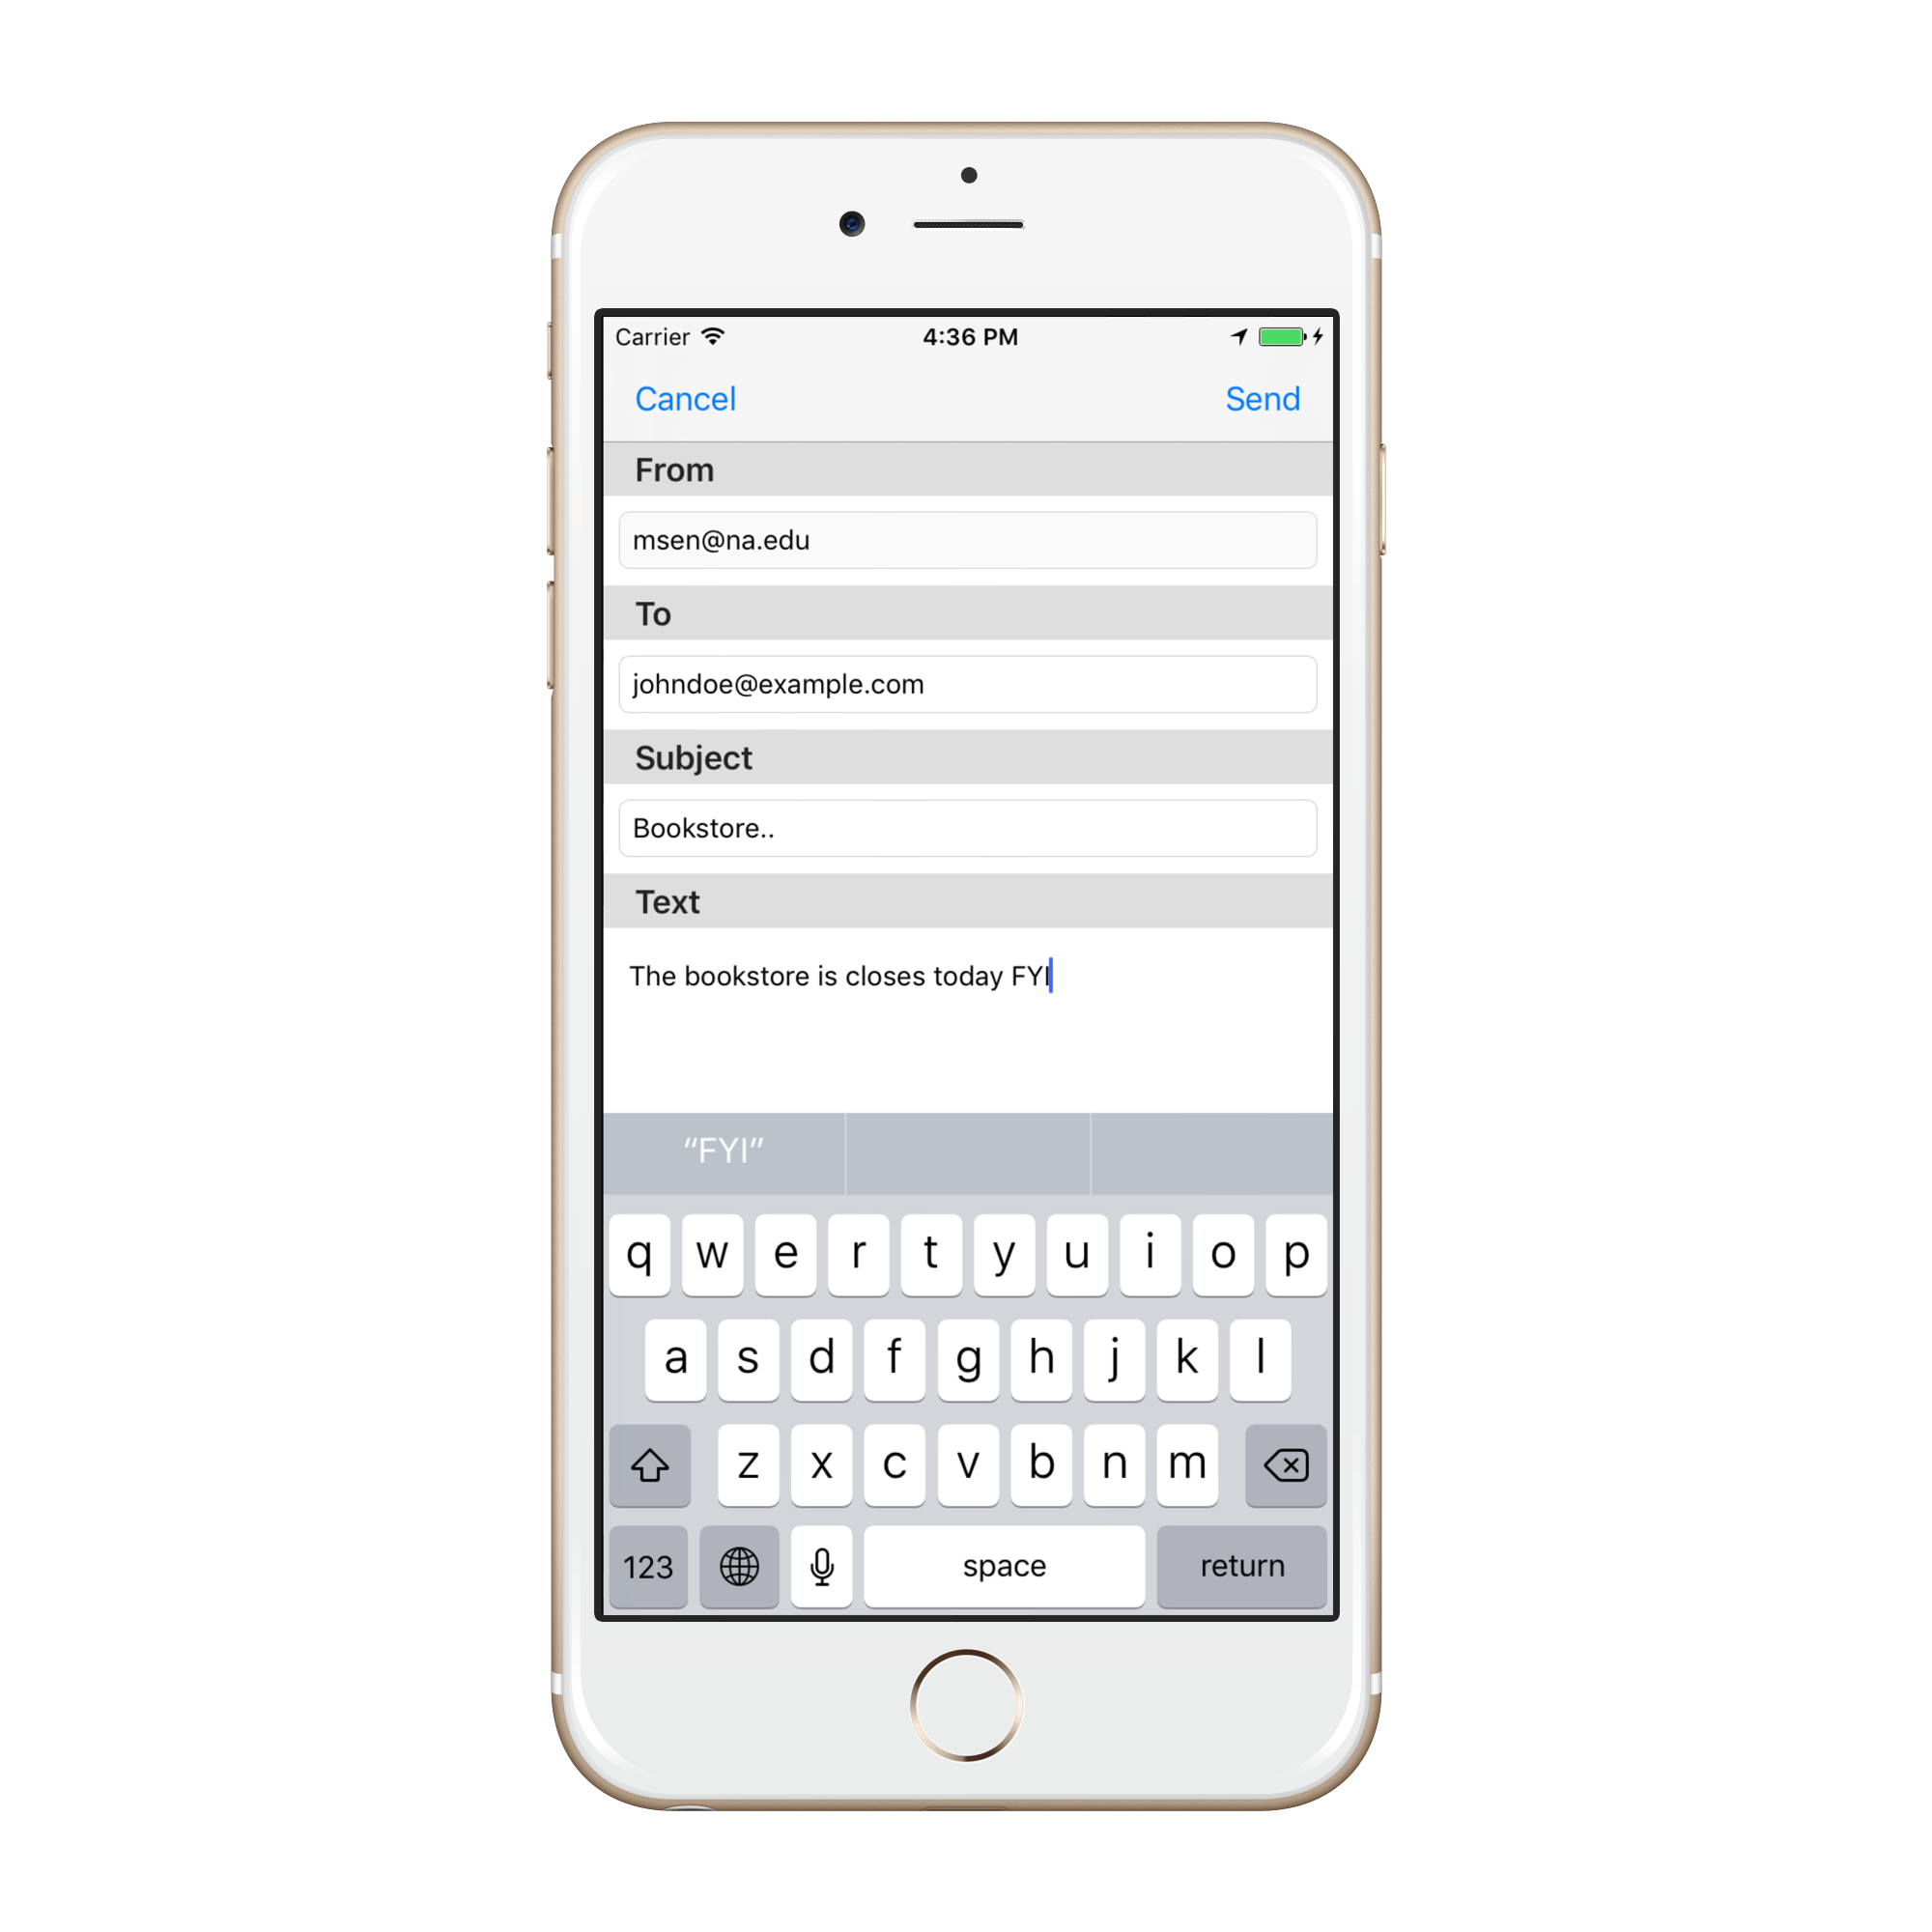 Carrier 4:36 PM
Cancel Send
From
msen@na.edu
To
johndoe@example.com
Subject
Bookstore..
Text
The bookstore is closes today FYI
“FYI”
q w e r t y u i o p
a s d f g h j k l
z x c v b n m
123 space return